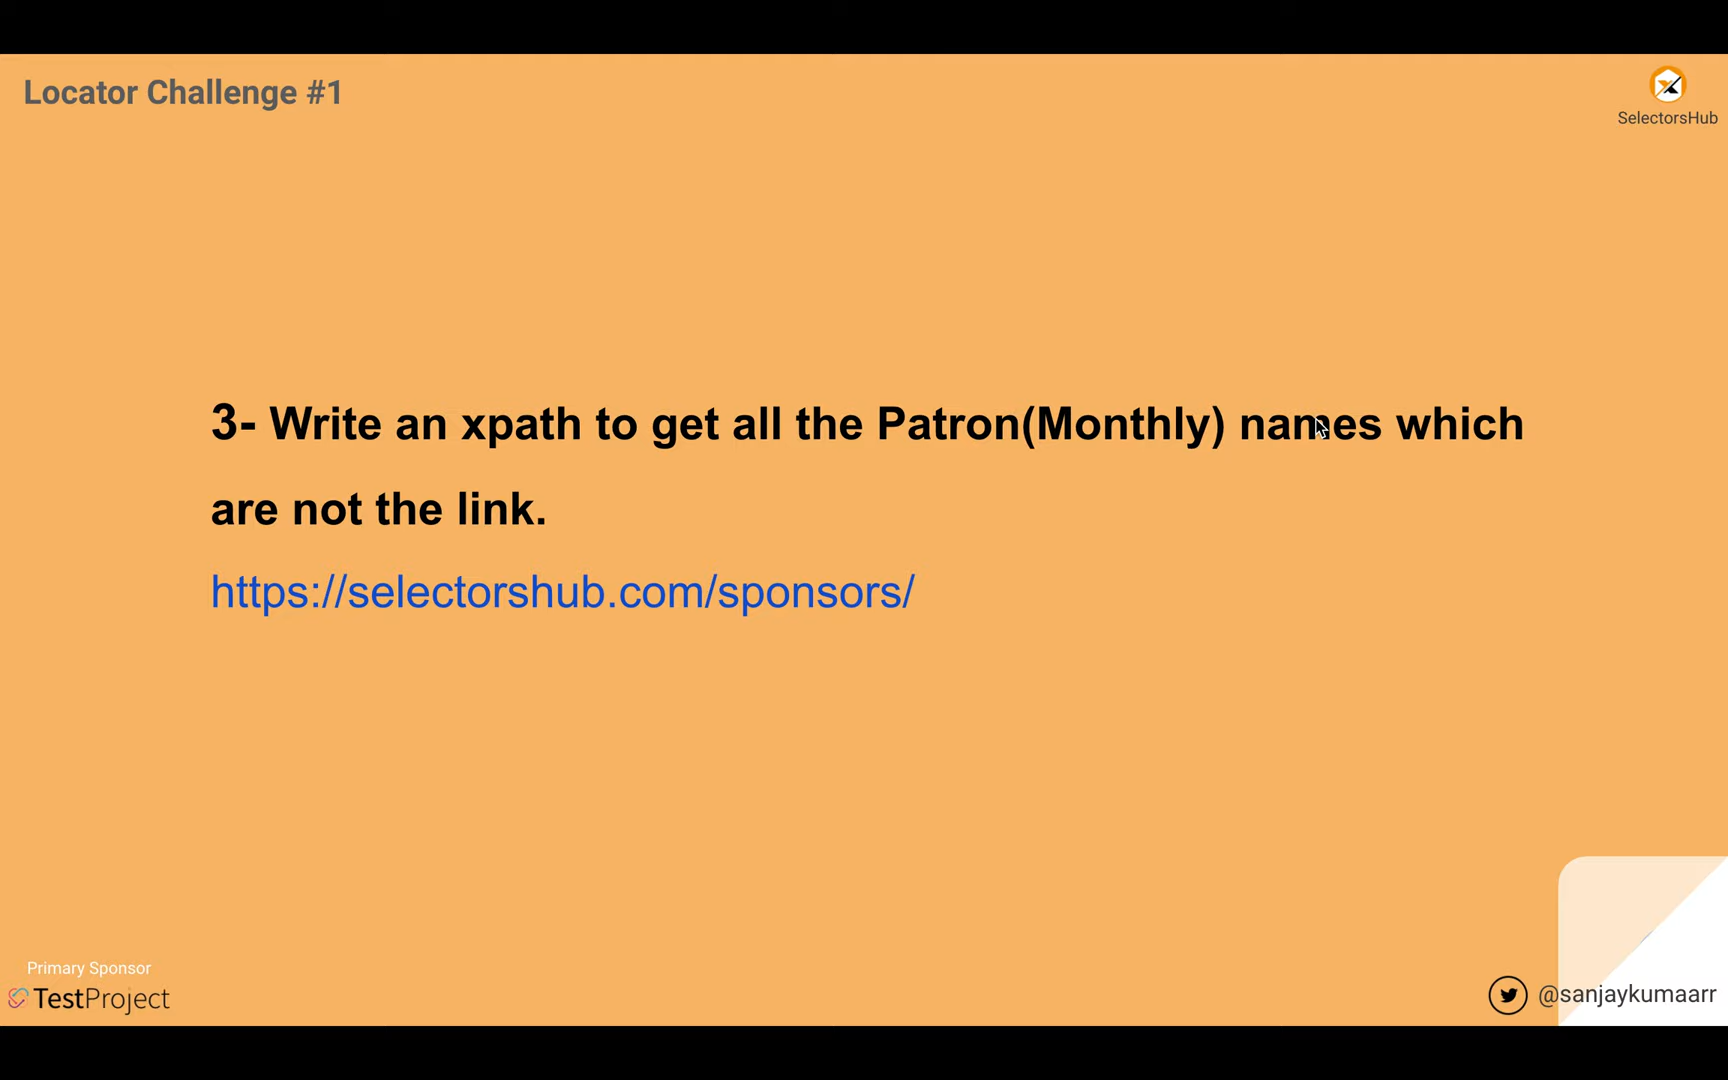 Locator Challenge #1
SelectorsHub
3- Write an xpath to get all the Patron(Monthly) names which
are not the link.
https://selectorshub.com/sponsors/
Primary Sponsor
TestProject
@sanjaykumaarr